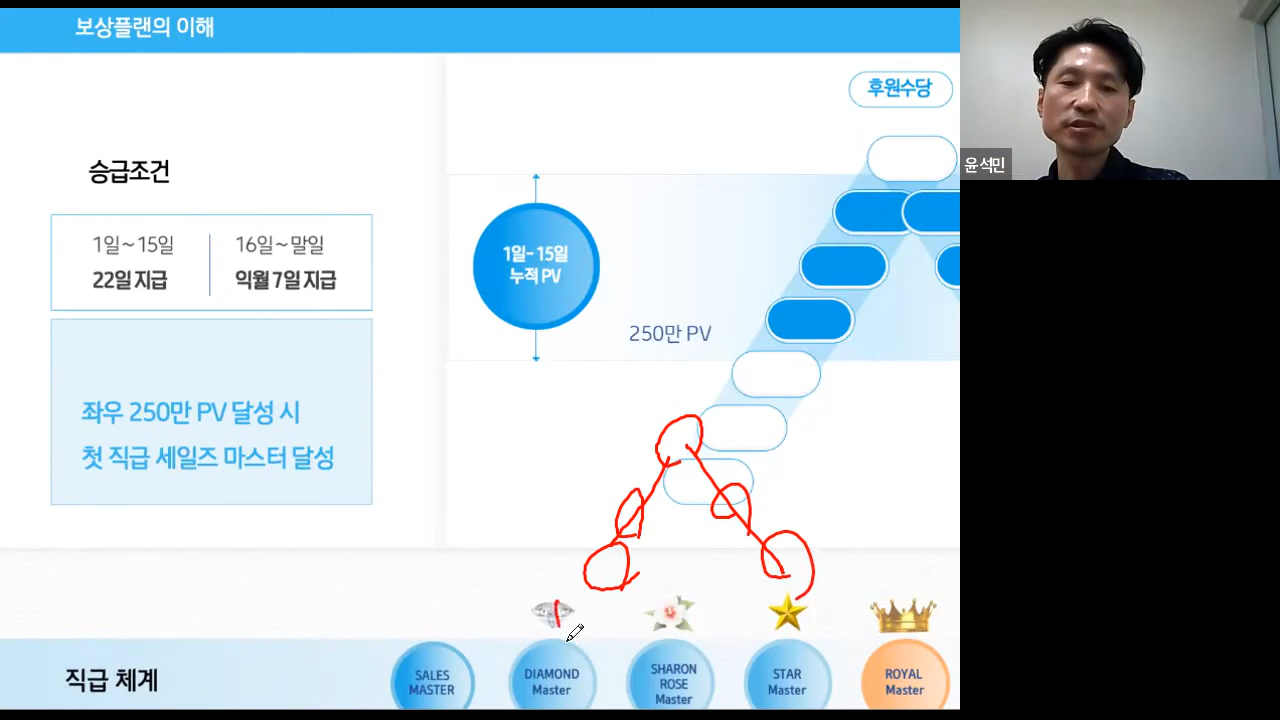 보상플랜의 이해
후원수당
승급조건
1일~15일
22일 지급
16일~말일
익월 7일 지급
1일- 15일
누적 PV
250만 PV
좌우 250만 PV 달성 시
첫 직급 세일즈 마스터 달성
직급 체계
SALES
MASTER
DIAMOND
Master
SHARON
ROSE
Master
STAR
Master
ROYAL
Master
윤석민